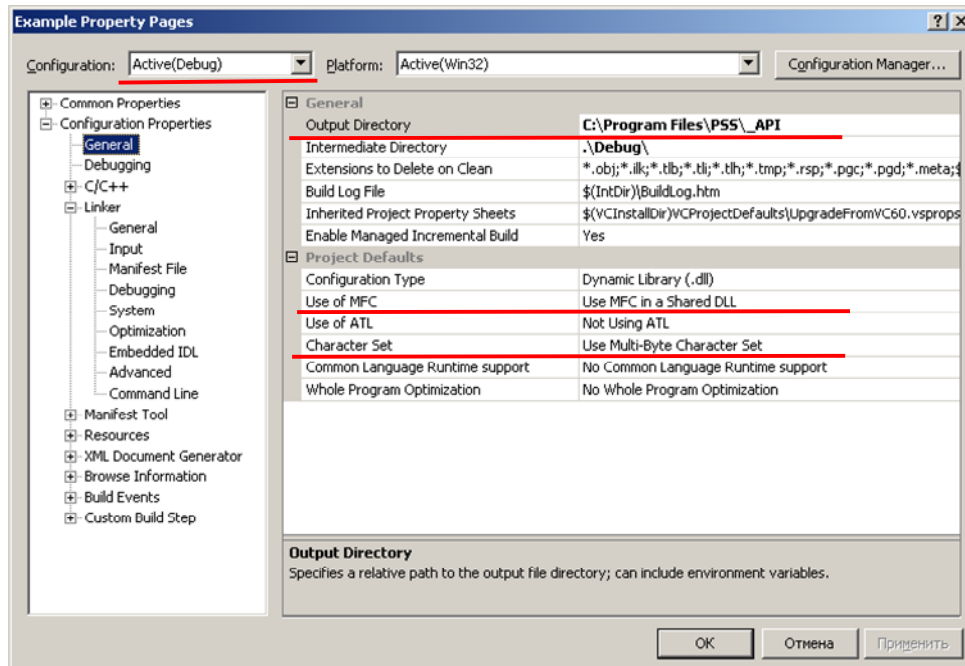 Example Property Pages
Configuration: Active(Debug) Platform: Active(Win32) Configuration Manager...
Common Properties
Configuration Properties
General
Debugging
C/C++
Linker
General
Input
Manifest File
Debugging
System
Optimization
Embedded IDL
Advanced
Command Line
Manifest Tool
Resources
XML Document Generator
Browse Information
Build Events
Custom Build Step
General
Output Directory C:\Program Files\PSS\_API
Intermediate Directory .\Debug\
Extensions to Delete on Clean *.obj;*.ilk;*.tlb;*.tli;*.tlh;*.tmp;*.rsp;*.pgc;*.pgd;*.meta;$
Build Log File $(IntDir)\BuildLog.htm
Inherited Project Property Sheets $(VCInstallDir)VCProjectDefaults\UpgradeFromVC60.vsprops
Enable Managed Incremental Build Yes
Project Defaults
Configuration Type Dynamic Library (.dll)
Use of MFC Use MFC in a Shared DLL
Use of ATL Not Using ATL
Character Set Use Multi-Byte Character Set
Common Language Runtime support No Common Language Runtime support
Whole Program Optimization No Whole Program Optimization
Output Directory
Specifies a relative path to the output file directory; can include environment variables.
OK Отмена Применить